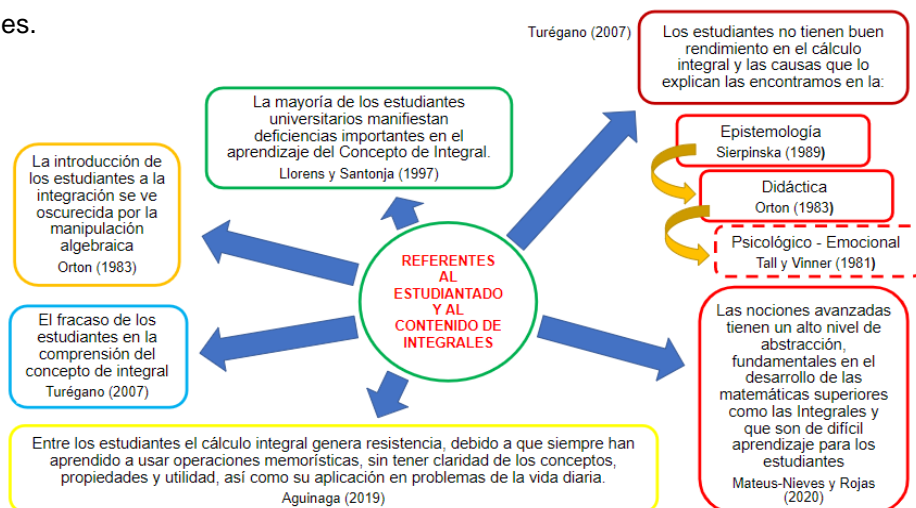 es.
Turégano (2007)
Los estudiantes no tienen buen
rendimiento en el cálculo
integral y las causas que lo
explican las encontramos en la:
Epistemología
Sierpinska (1989)
Didáctica
Orton (1983)
Psicológico - Emocional
Tall y Vinner (1981)
La mayoría de los estudiantes
universitarios manifiestan
deficiencias importantes en el
aprendizaje del Concepto de Integral.
Llorens y Santonja (1997)
La introducción de
los estudiantes a la
integración se ve
oscurecida por la
manipulación
algebraica
Orton (1983)
REFERENTES
AL
ESTUDIANTADO
Y AL
CONTENIDO DE
INTEGRALES
El fracaso de los
estudiantes en la
comprensión del
concepto de integral
Turégano (2007)
Las nociones avanzadas
tienen un alto nivel de
abstracción,
fundamentales en el
desarrollo de las
matemáticas superiores
como las Integrales y
que son de difícil
aprendizaje para los
estudiantes
Mateus-Nieves y Rojas
(2020)
Entre los estudiantes el cálculo integral genera resistencia, debido a que siempre han
aprendido a usar operaciones memorísticas, sin tener claridad de los conceptos,
propiedades y utilidad, así como su aplicación en problemas de la vida diaria.
Aguinaga (2019)